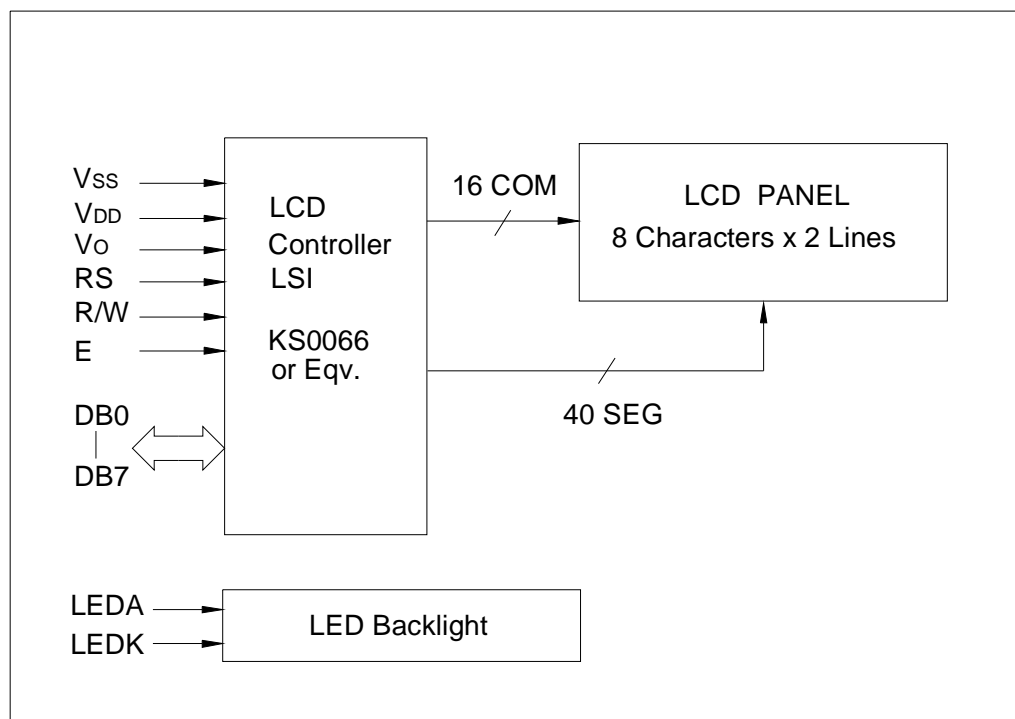 VSS
VDD
VO
RS
R/W
E
DB0
DB7
LCD
Controller
LSI
KS0066
or Eqv.
16 COM
40 SEG
LCD PANEL
8 Characters x 2 Lines
LEDA
LEDK
LED Backlight